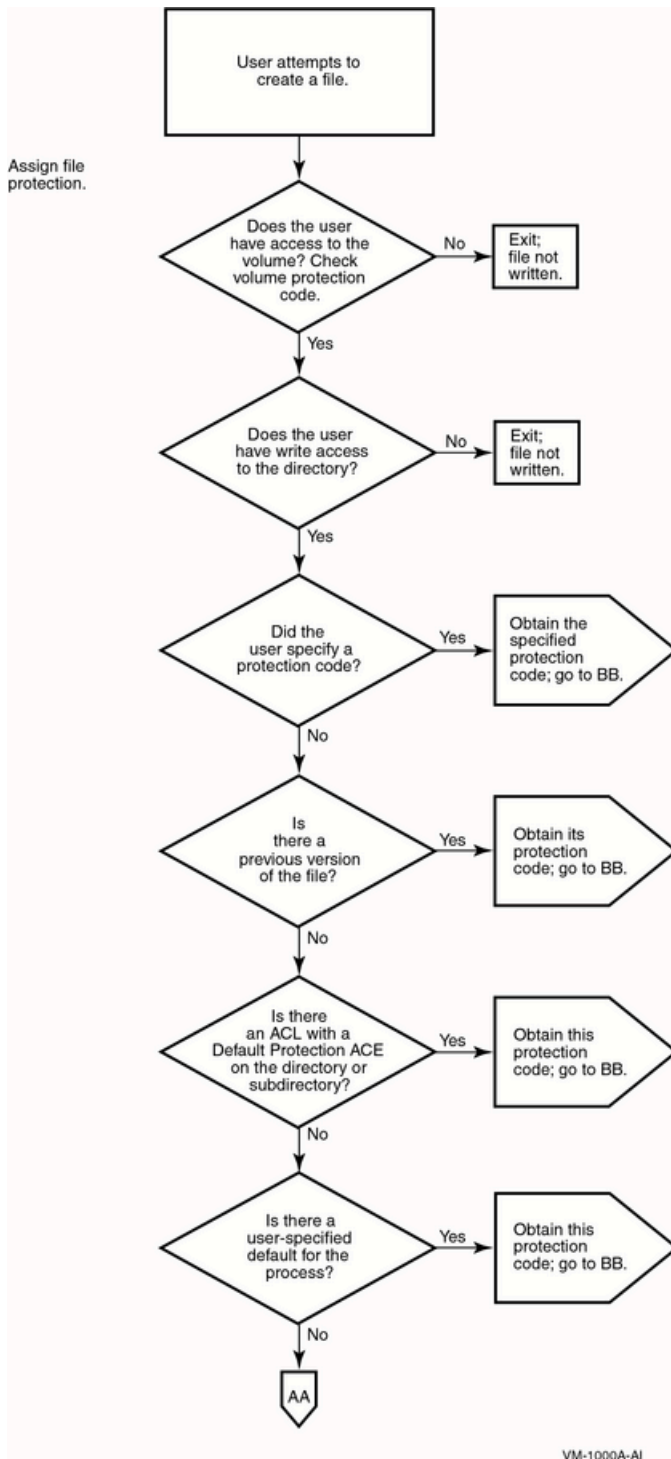 User attempts to
create a file.
Assign file
protection.
Does the user
have access to the
volume? Check
volume protection
code.
No
Exit;
file not
written.
Yes
Does the user
have write access
to the directory?
No
Exit;
file not
written.
Yes
Did the
user specify a
protection code?
Yes
Obtain the
specified
protection
code; go to BB.
No
Is
there a
previous version
of the file?
Yes
Obtain its
protection
code; go to BB.
No
Is there
an ACL with a
Default Protection ACE
on the directory or
subdirectory?
Yes
Obtain this
protection
code; go to BB.
No
Is there a
user-specified
default for the
process?
Yes
Obtain this
protection
code; go to BB.
No
AA
VM-1000A-AI